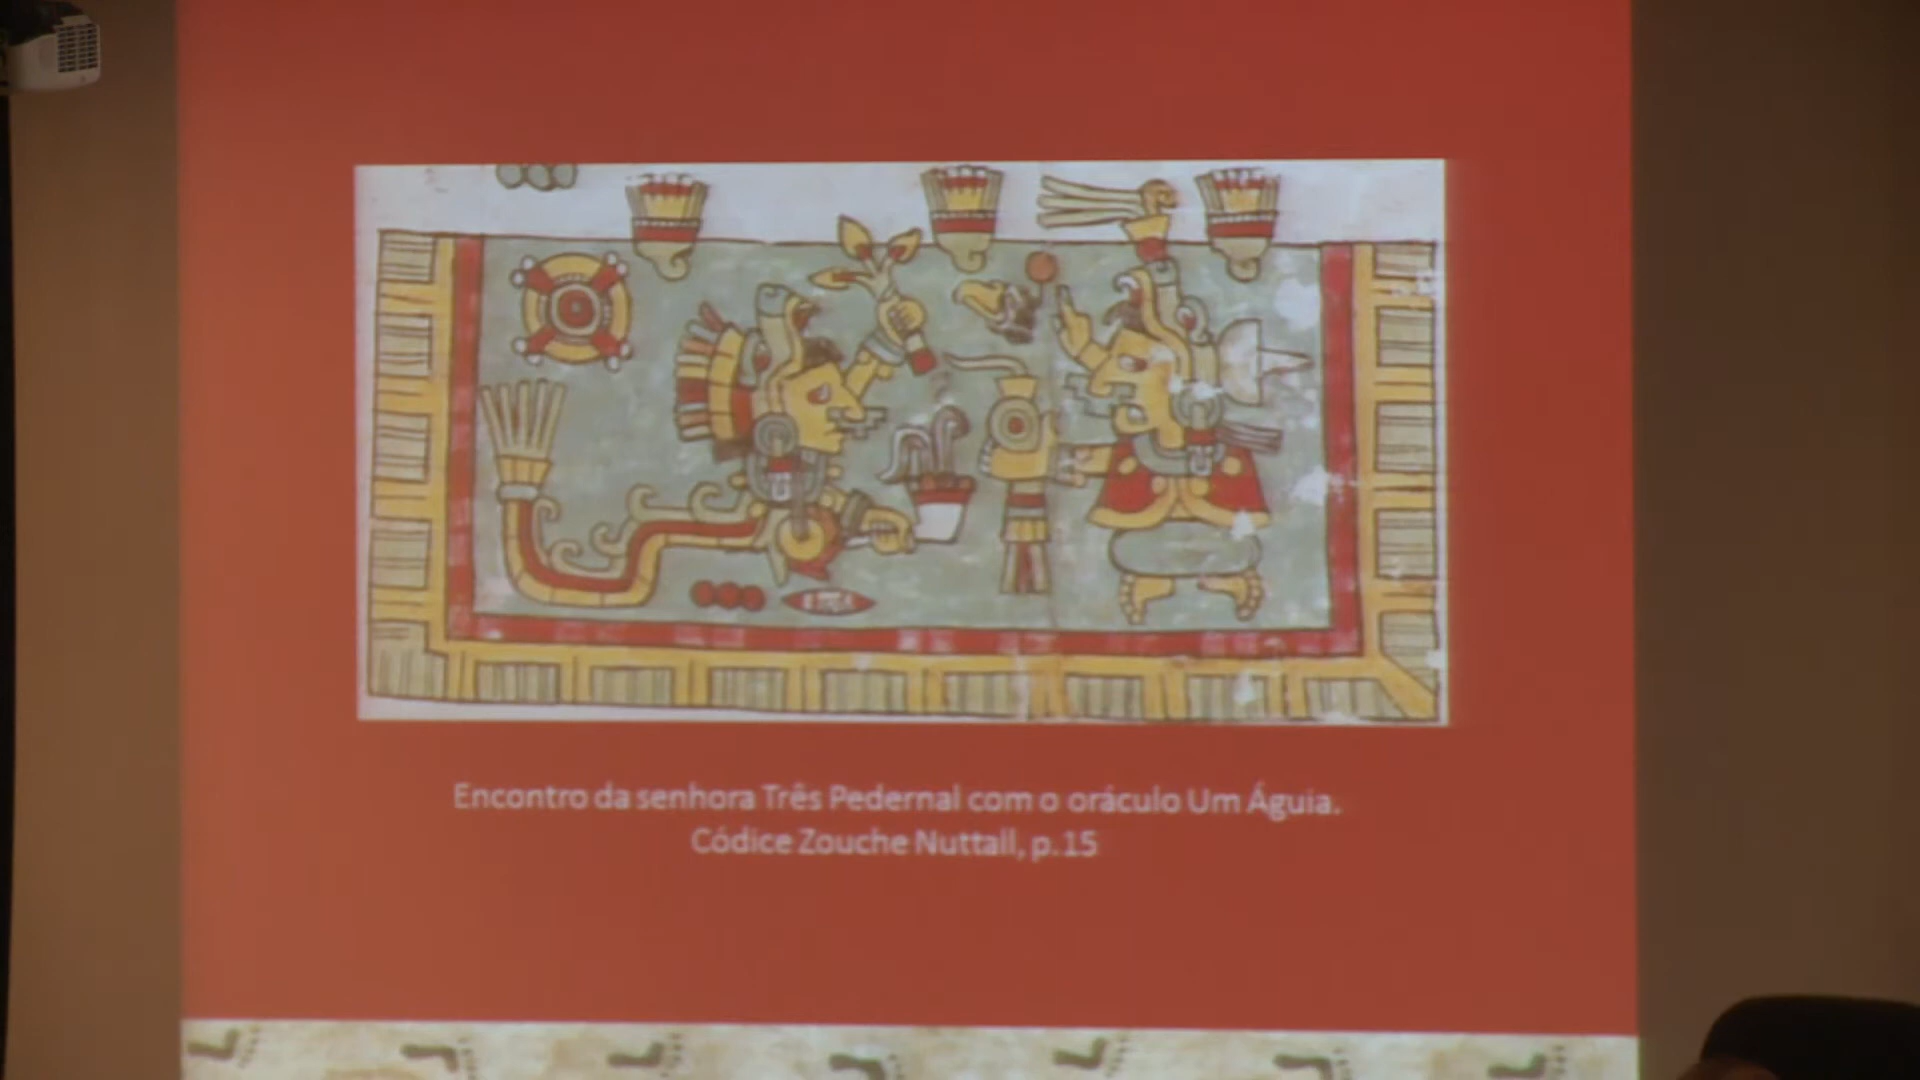 Encontro da senhora Três Pedernal com o oráculo Um Águia.
Códice Zouche Nuttall, p.15